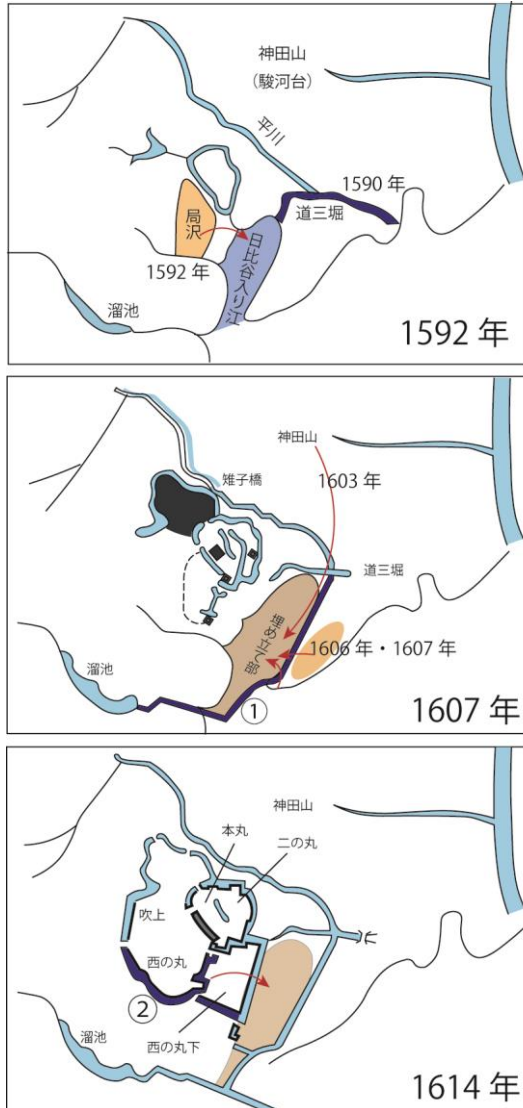 神田山
（駿河台）
平川
1590 年
道三堀
局沢
日比谷入り江
1592 年
溜池
1592 年
神田山
1603 年
雉子橋
道三堀
埋め立て部
1606 年・1607 年
溜池
①
1607 年
神田山
本丸
二の丸
吹上
西の丸
②
西の丸下
溜池
1614 年